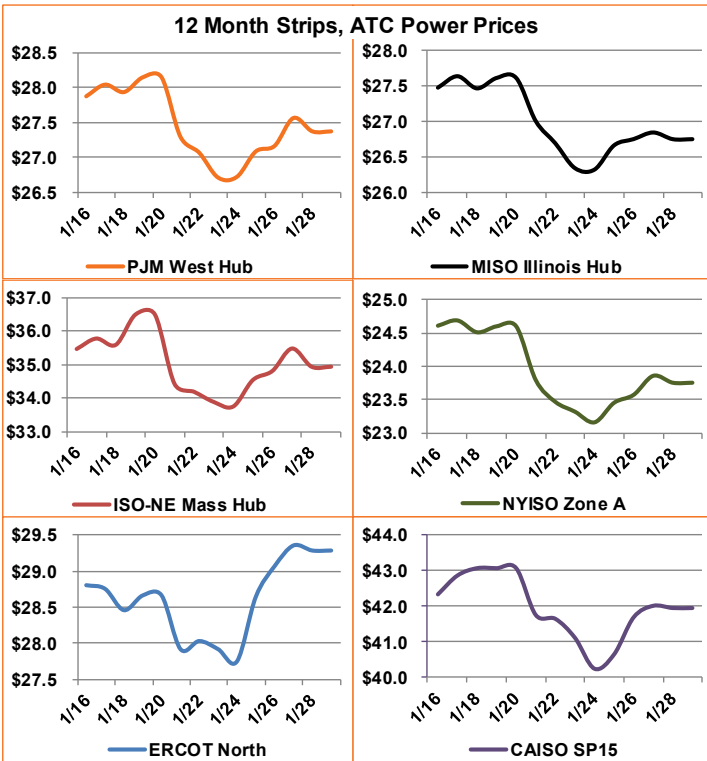 12 Month Strips, ATC Power Prices
$28.5
$28.0
$27.5
$27.0
$26.5
1/16 1/18 1/20 1/22 1/24 1/26 1/28
PJM West Hub
$28.0
$27.5
$27.0
$26.5
$26.0
1/16 1/18 1/20 1/22 1/24 1/26 1/28
MISO Illinois Hub
$37.0
$36.0
$35.0
$34.0
$33.0
1/16 1/18 1/20 1/22 1/24 1/26 1/28
ISO-NE Mass Hub
$25.0
$24.5
$24.0
$23.5
$23.0
1/16 1/18 1/20 1/22 1/24 1/26 1/28
NYISO Zone A
$29.5
$29.0
$28.5
$28.0
$27.5
1/16 1/18 1/20 1/22 1/24 1/26 1/28
ERCOT North
$44.0
$43.0
$42.0
$41.0
$40.0
1/16 1/18 1/20 1/22 1/24 1/26 1/28
CAISO SP15